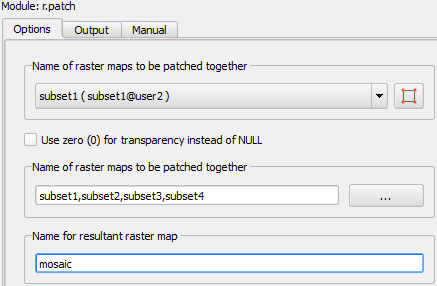 Module: r.patch
Options Output Manual
Name of raster maps to be patched together
subset1 ( subset1@user2 )
Use zero (0) for transparency instead of NULL
Name of raster maps to be patched together
subset1,subset2,subset3,subset4
...
Name for resultant raster map
mosaic